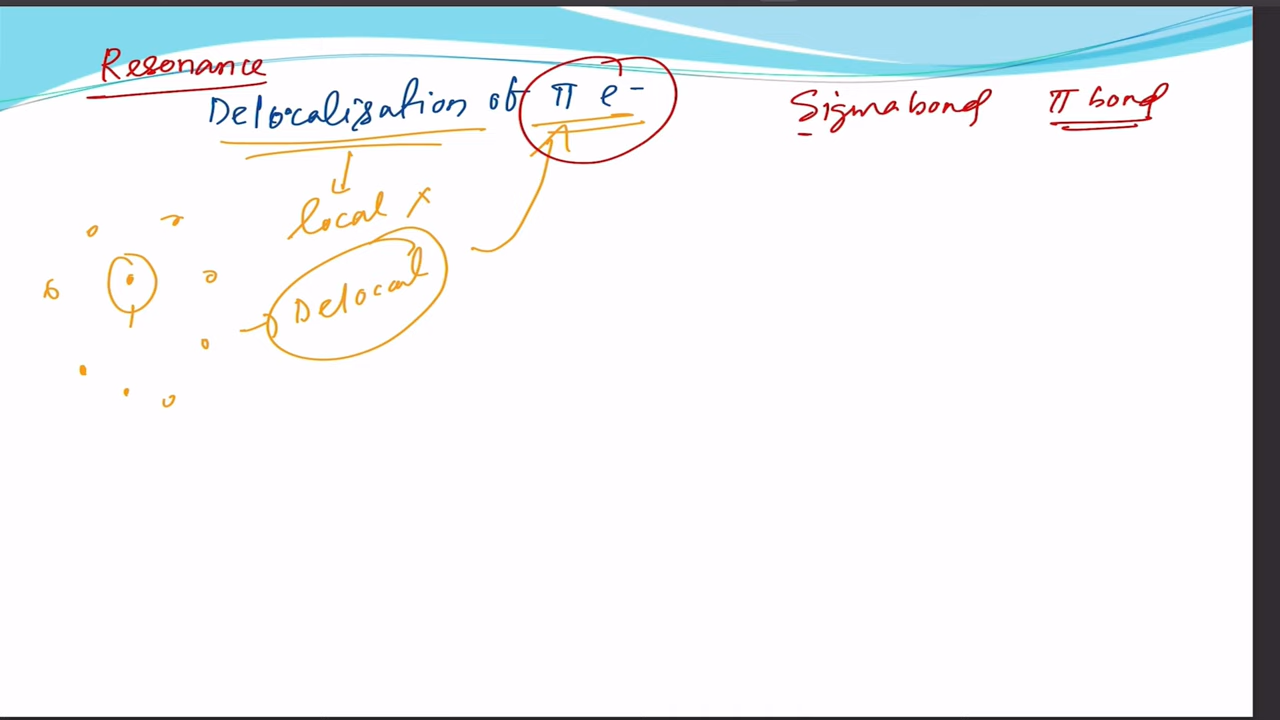 Resonance
Delocalisation of π e-
Sigma bond π bond
local x
Delocal